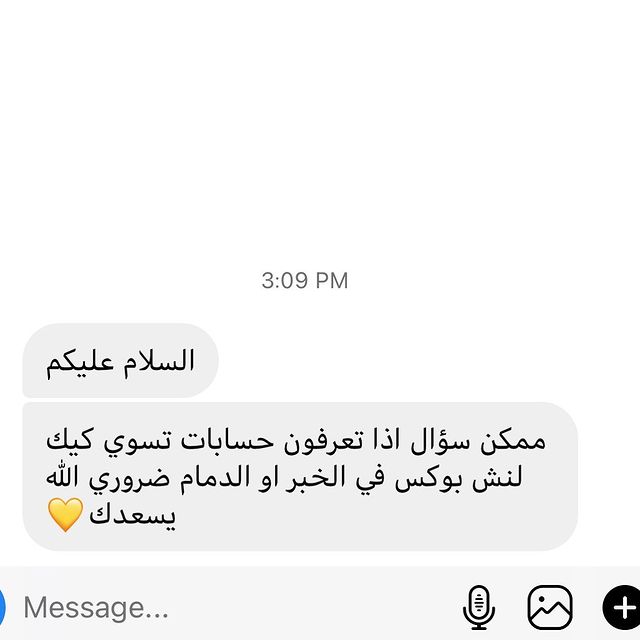 3:09 PM
السلام عليكم
ممكن سؤال اذا تعرفون حسابات تسوي كيك
لنش بوكس في الخبر او الدمام ضروري الله
يسعدك💛
Message...